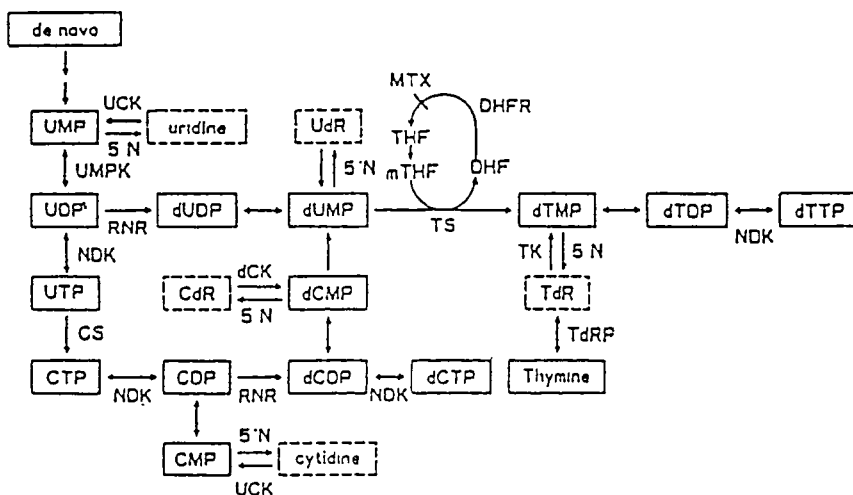 de novo
UCK
UMP
uridine
5'N
UMPK
UDP
RNR
dUDP
UdR
5'N
dUMP
MTX
DHFR
THF
mTHF
DHF
TS
dTMP
dTDP
NDK
dTTP
NDK
UTP
CdR
dCK
5'N
dCMP
TK
5'N
TdR
TdRP
Thymine
CS
CTP
NDK
CDP
RNR
dCDP
NDK
dCTP
CMP
5'N
UCK
cytidine